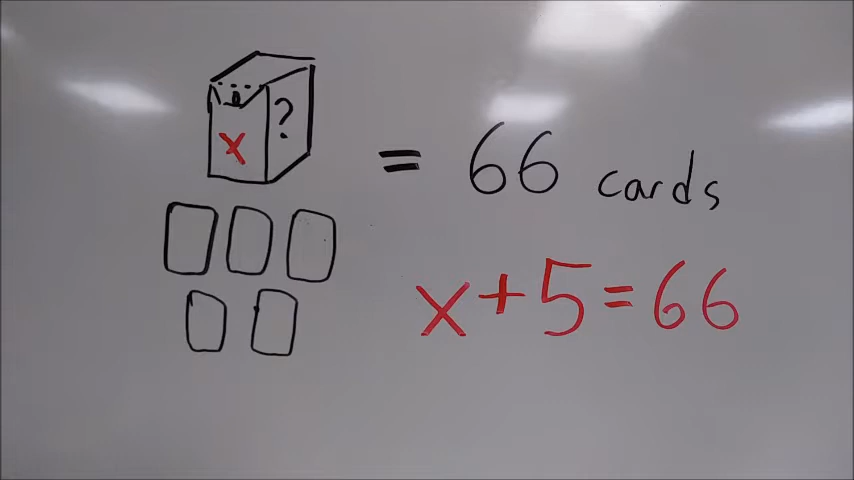 ?
x
= 66 cards
x+5=66